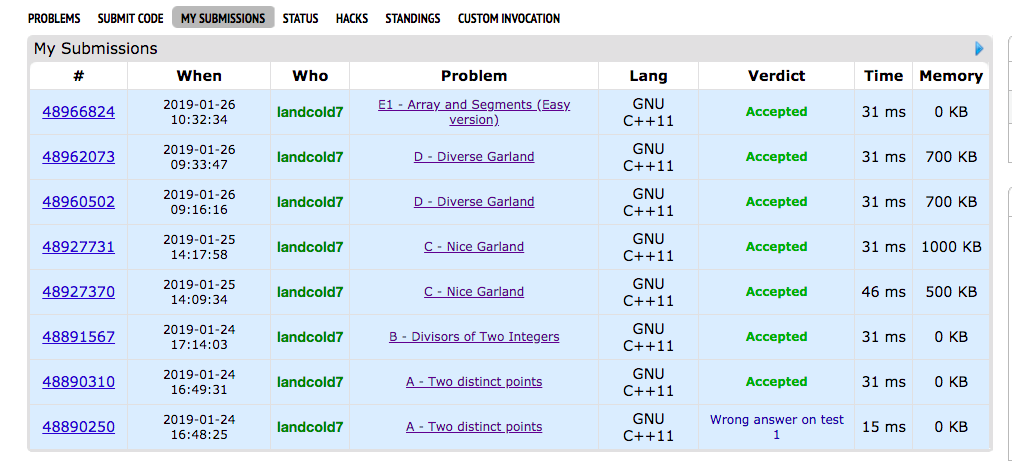 PROBLEMS SUBMIT CODE MY SUBMISSIONS STATUS HACKS STANDINGS CUSTOM INVOCATION
My Submissions
# When Who Problem Lang Verdict Time Memory
48966824 2019-01-26 10:32:34 landcold7 E1 - Array and Segments (Easy version) GNU C++11 Accepted 31 ms 0 KB
48962073 2019-01-26 09:33:47 landcold7 D - Diverse Garland GNU C++11 Accepted 31 ms 700 KB
48960502 2019-01-26 09:16:16 landcold7 D - Diverse Garland GNU C++11 Accepted 31 ms 700 KB
48927731 2019-01-25 14:17:58 landcold7 C - Nice Garland GNU C++11 Accepted 31 ms 1000 KB
48927370 2019-01-25 14:09:34 landcold7 C - Nice Garland GNU C++11 Accepted 46 ms 500 KB
48891567 2019-01-24 17:14:03 landcold7 B - Divisors of Two Integers GNU C++11 Accepted 31 ms 0 KB
48890310 2019-01-24 16:49:31 landcold7 A - Two distinct points GNU C++11 Accepted 31 ms 0 KB
48890250 2019-01-24 16:48:25 landcold7 A - Two distinct points GNU C++11 Wrong answer on test 1 15 ms 0 KB